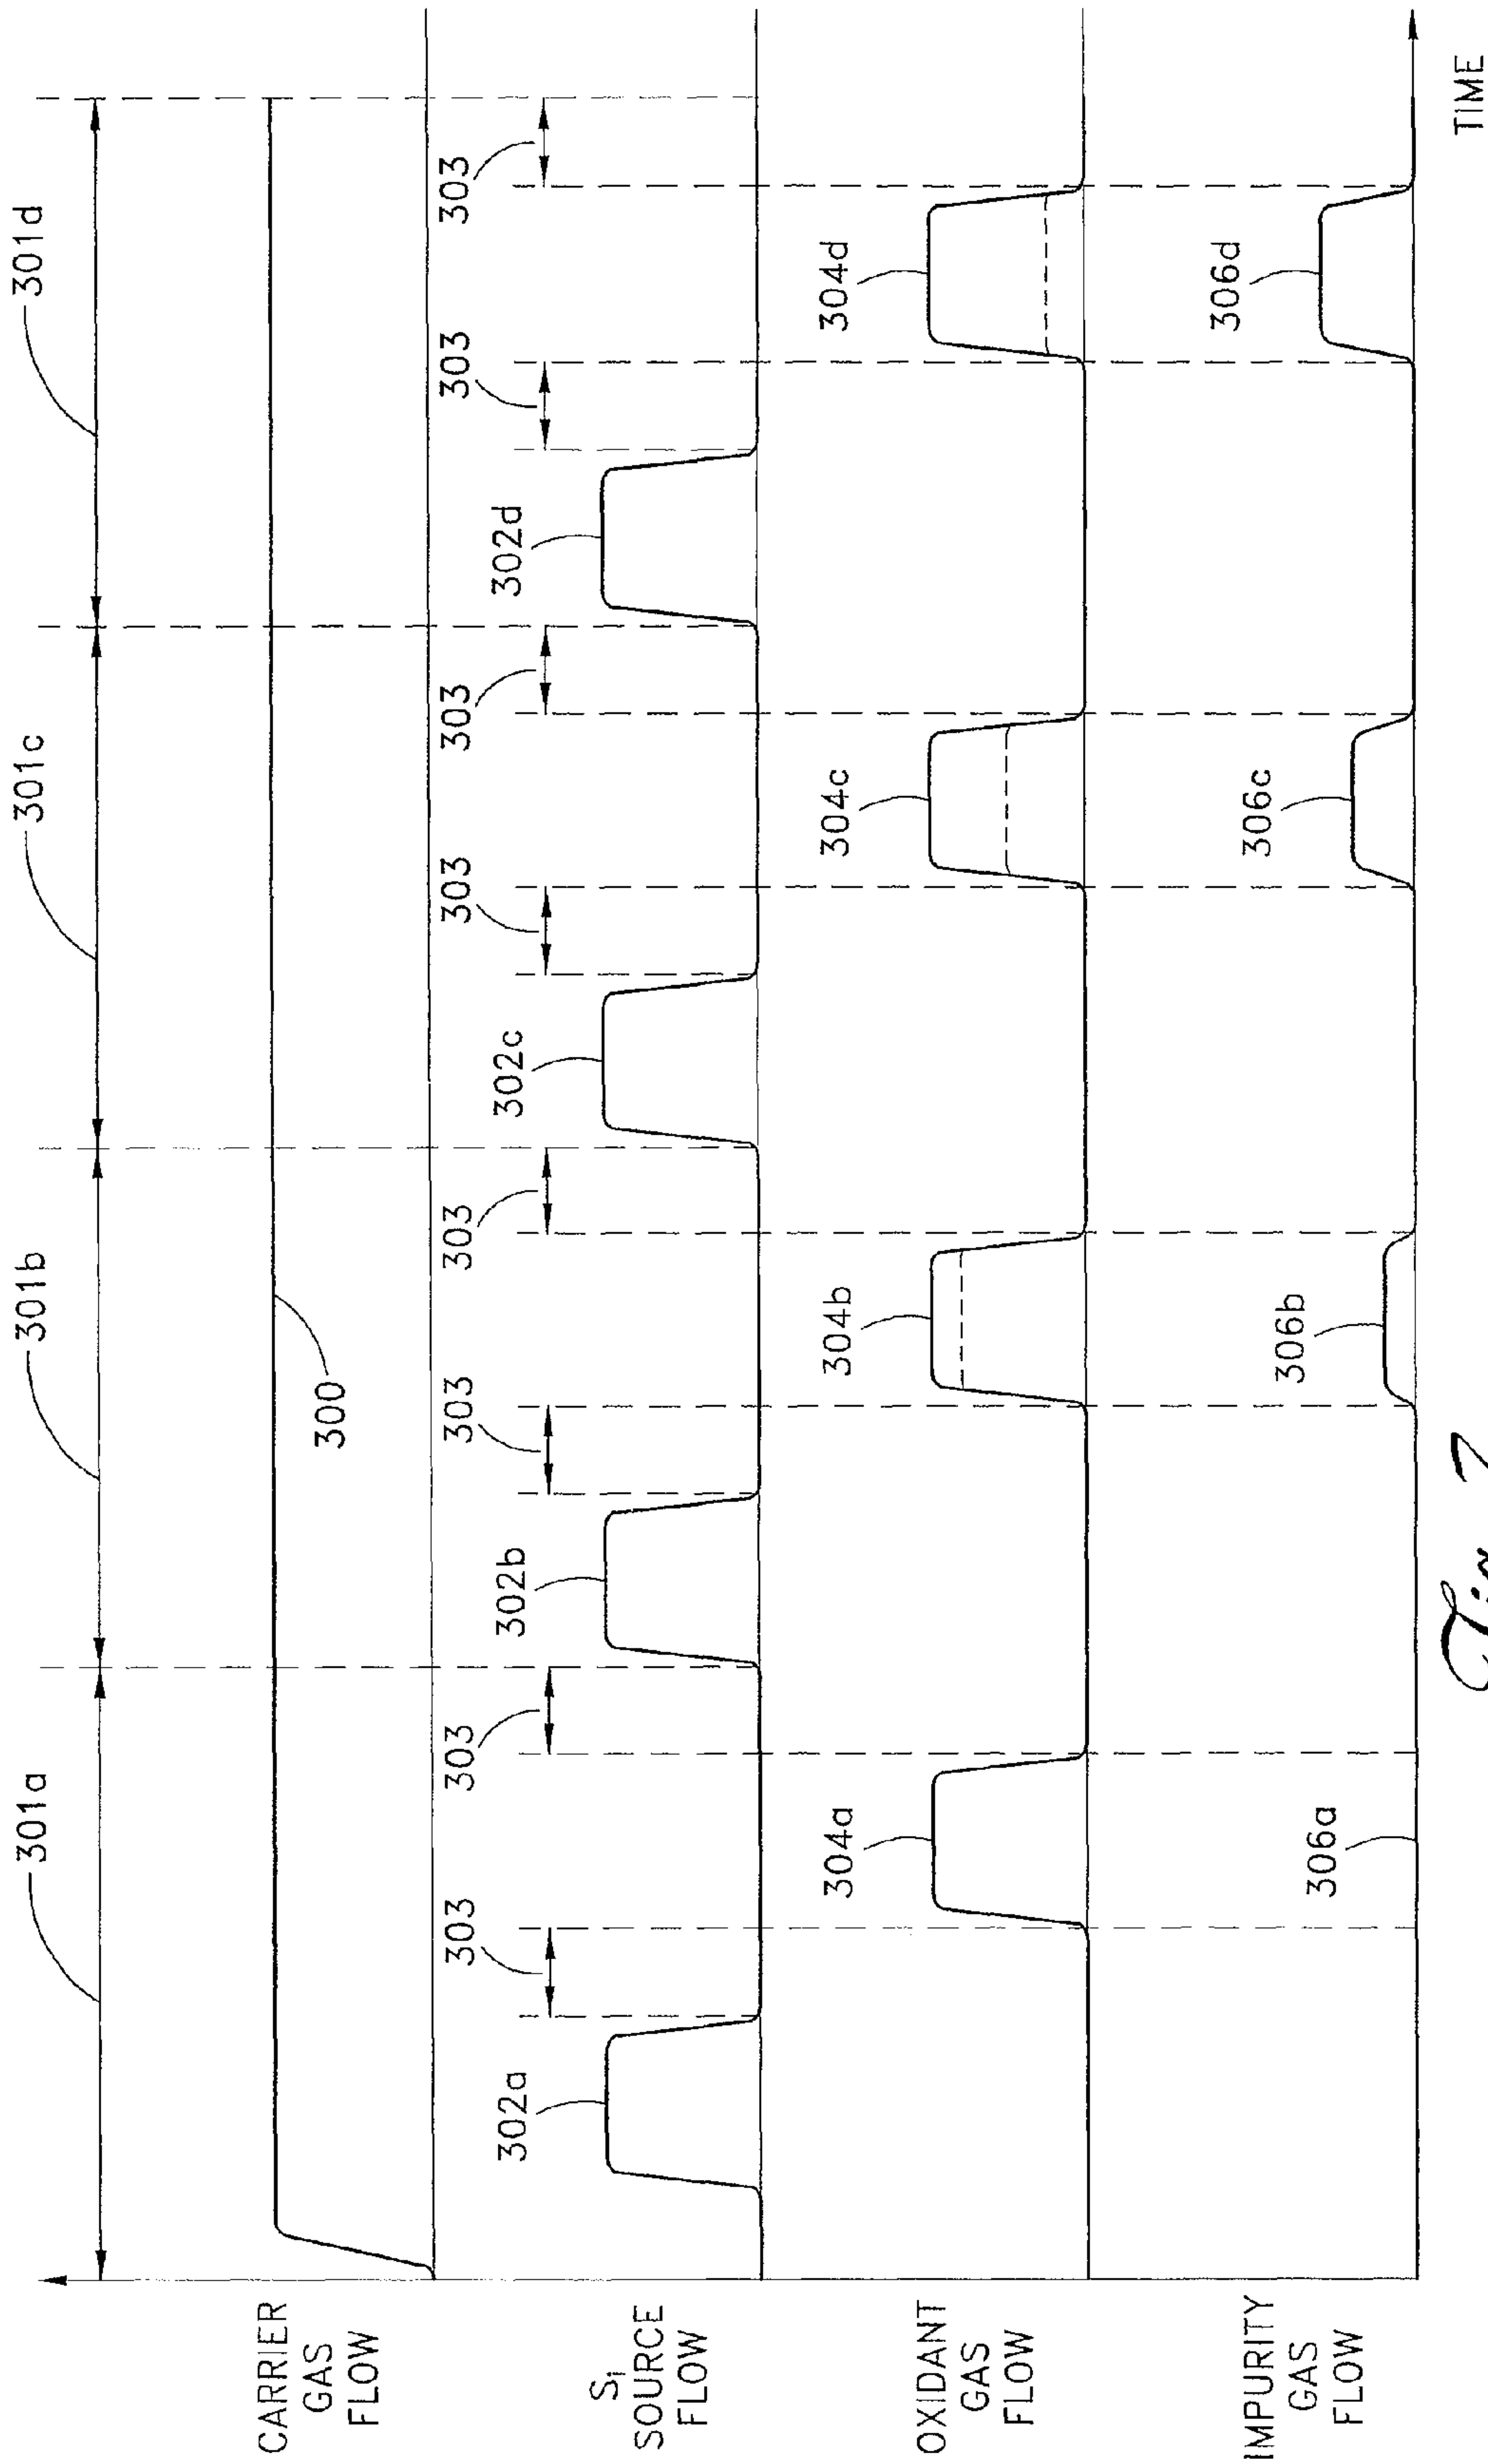 301a
301b
301c
301d
CARRIER
GAS
FLOW
300
303
303
303
303
303
303
303
303
Si
SOURCE
FLOW
302a
302b
302c
302d
OXIDANT
GAS
FLOW
304a
304b
304c
304d
IMPURITY
GAS
FLOW
306a
306b
306c
306d
TIME
Fig. 7